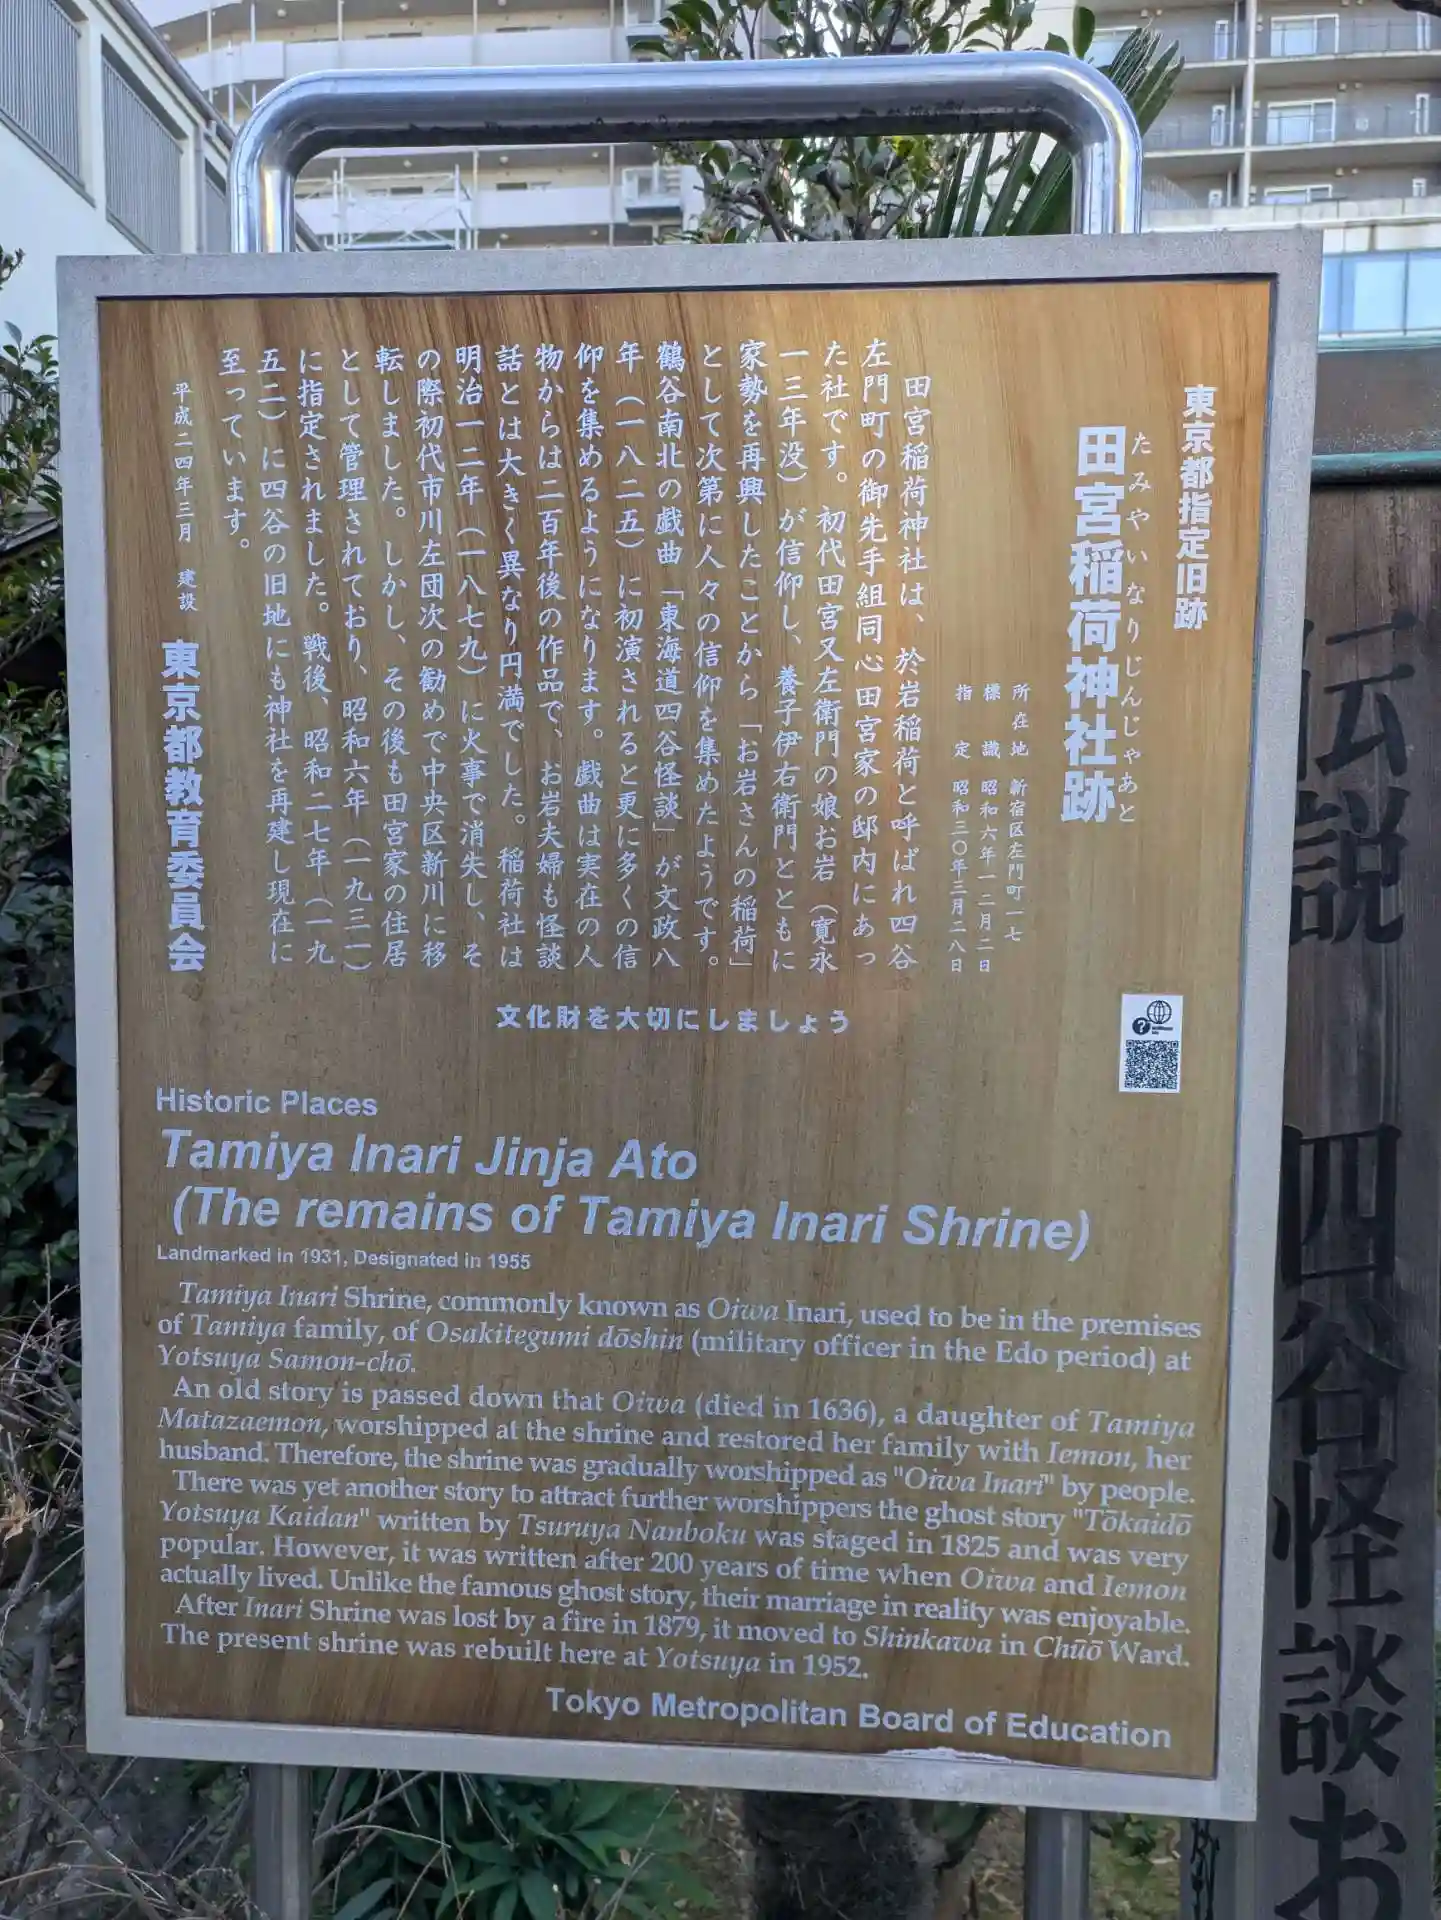 東京都指定旧跡
田宮稲荷神社跡
たみやいなりじんじゃあと
所在地 新宿区左門町一七
標識 昭和六年一二月二日
指定 昭和三〇年三月二八日
田宮稲荷神社は、於岩稲荷と呼ばれ四谷
左門町の御先手組同心田宮家の邸内にあっ
た社です。初代田宮又左衛門の娘お岩（寛永
一三年没）が信仰し、養子伊右衛門とともに
家勢を再興したことから「お岩さんの稲荷」
として次第に人々の信仰を集めたようです。
鶴谷南北の戯曲「東海道四谷怪談」が文政八
年（一八二五）に初演されると更に多くの信
仰を集めるようになります。戯曲は実在の人
物からは二百年後の作品で、お岩夫婦も怪談
話とは大きく異なり円満でした。稲荷社は
明治一二年（一八七九）に火事で消失し、そ
の際初代市川左団次の勧めで中央区新川に移
転しました。しかし、その後も田宮家の住居
として管理されており、昭和六年（一九三一）
に指定されました。戦後、昭和二七年（一九
五二）に四谷の旧地にも神社を再建し現在に
至っています。
平成二四年三月 建設
東京都教育委員会
文化財を大切にしましょう
Historic Places
Tamiya Inari Jinja Ato
(The remains of Tamiya Inari Shrine)
Landmarked in 1931, Designated in 1955
Tamiya Inari Shrine, commonly known as Oiwa Inari, used to be in the premises
of Tamiya family, of Osakitegumi dōshin (military officer in the Edo period) at
Yotsuya Samon-chō.
An old story is passed down that Oiwa (died in 1636), a daughter of Tamiya
Matazaemon, worshipped at the shrine and restored her family with Iemon, her
husband. Therefore, the shrine was gradually worshipped as "Oiwa Inari" by people.
There was yet another story to attract further worshippers the ghost story "Tōkaidō
Yotsuya Kaidan" written by Tsuruya Nanboku was staged in 1825 and was very
popular. However, it was written after 200 years of time when Oiwa and Iemon
actually lived. Unlike the famous ghost story, their marriage in reality was enjoyable.
After Inari Shrine was lost by a fire in 1879, it moved to Shinkawa in Chūō Ward.
The present shrine was rebuilt here at Yotsuya in 1952.
Tokyo Metropolitan Board of Education
伝説 四谷怪談お